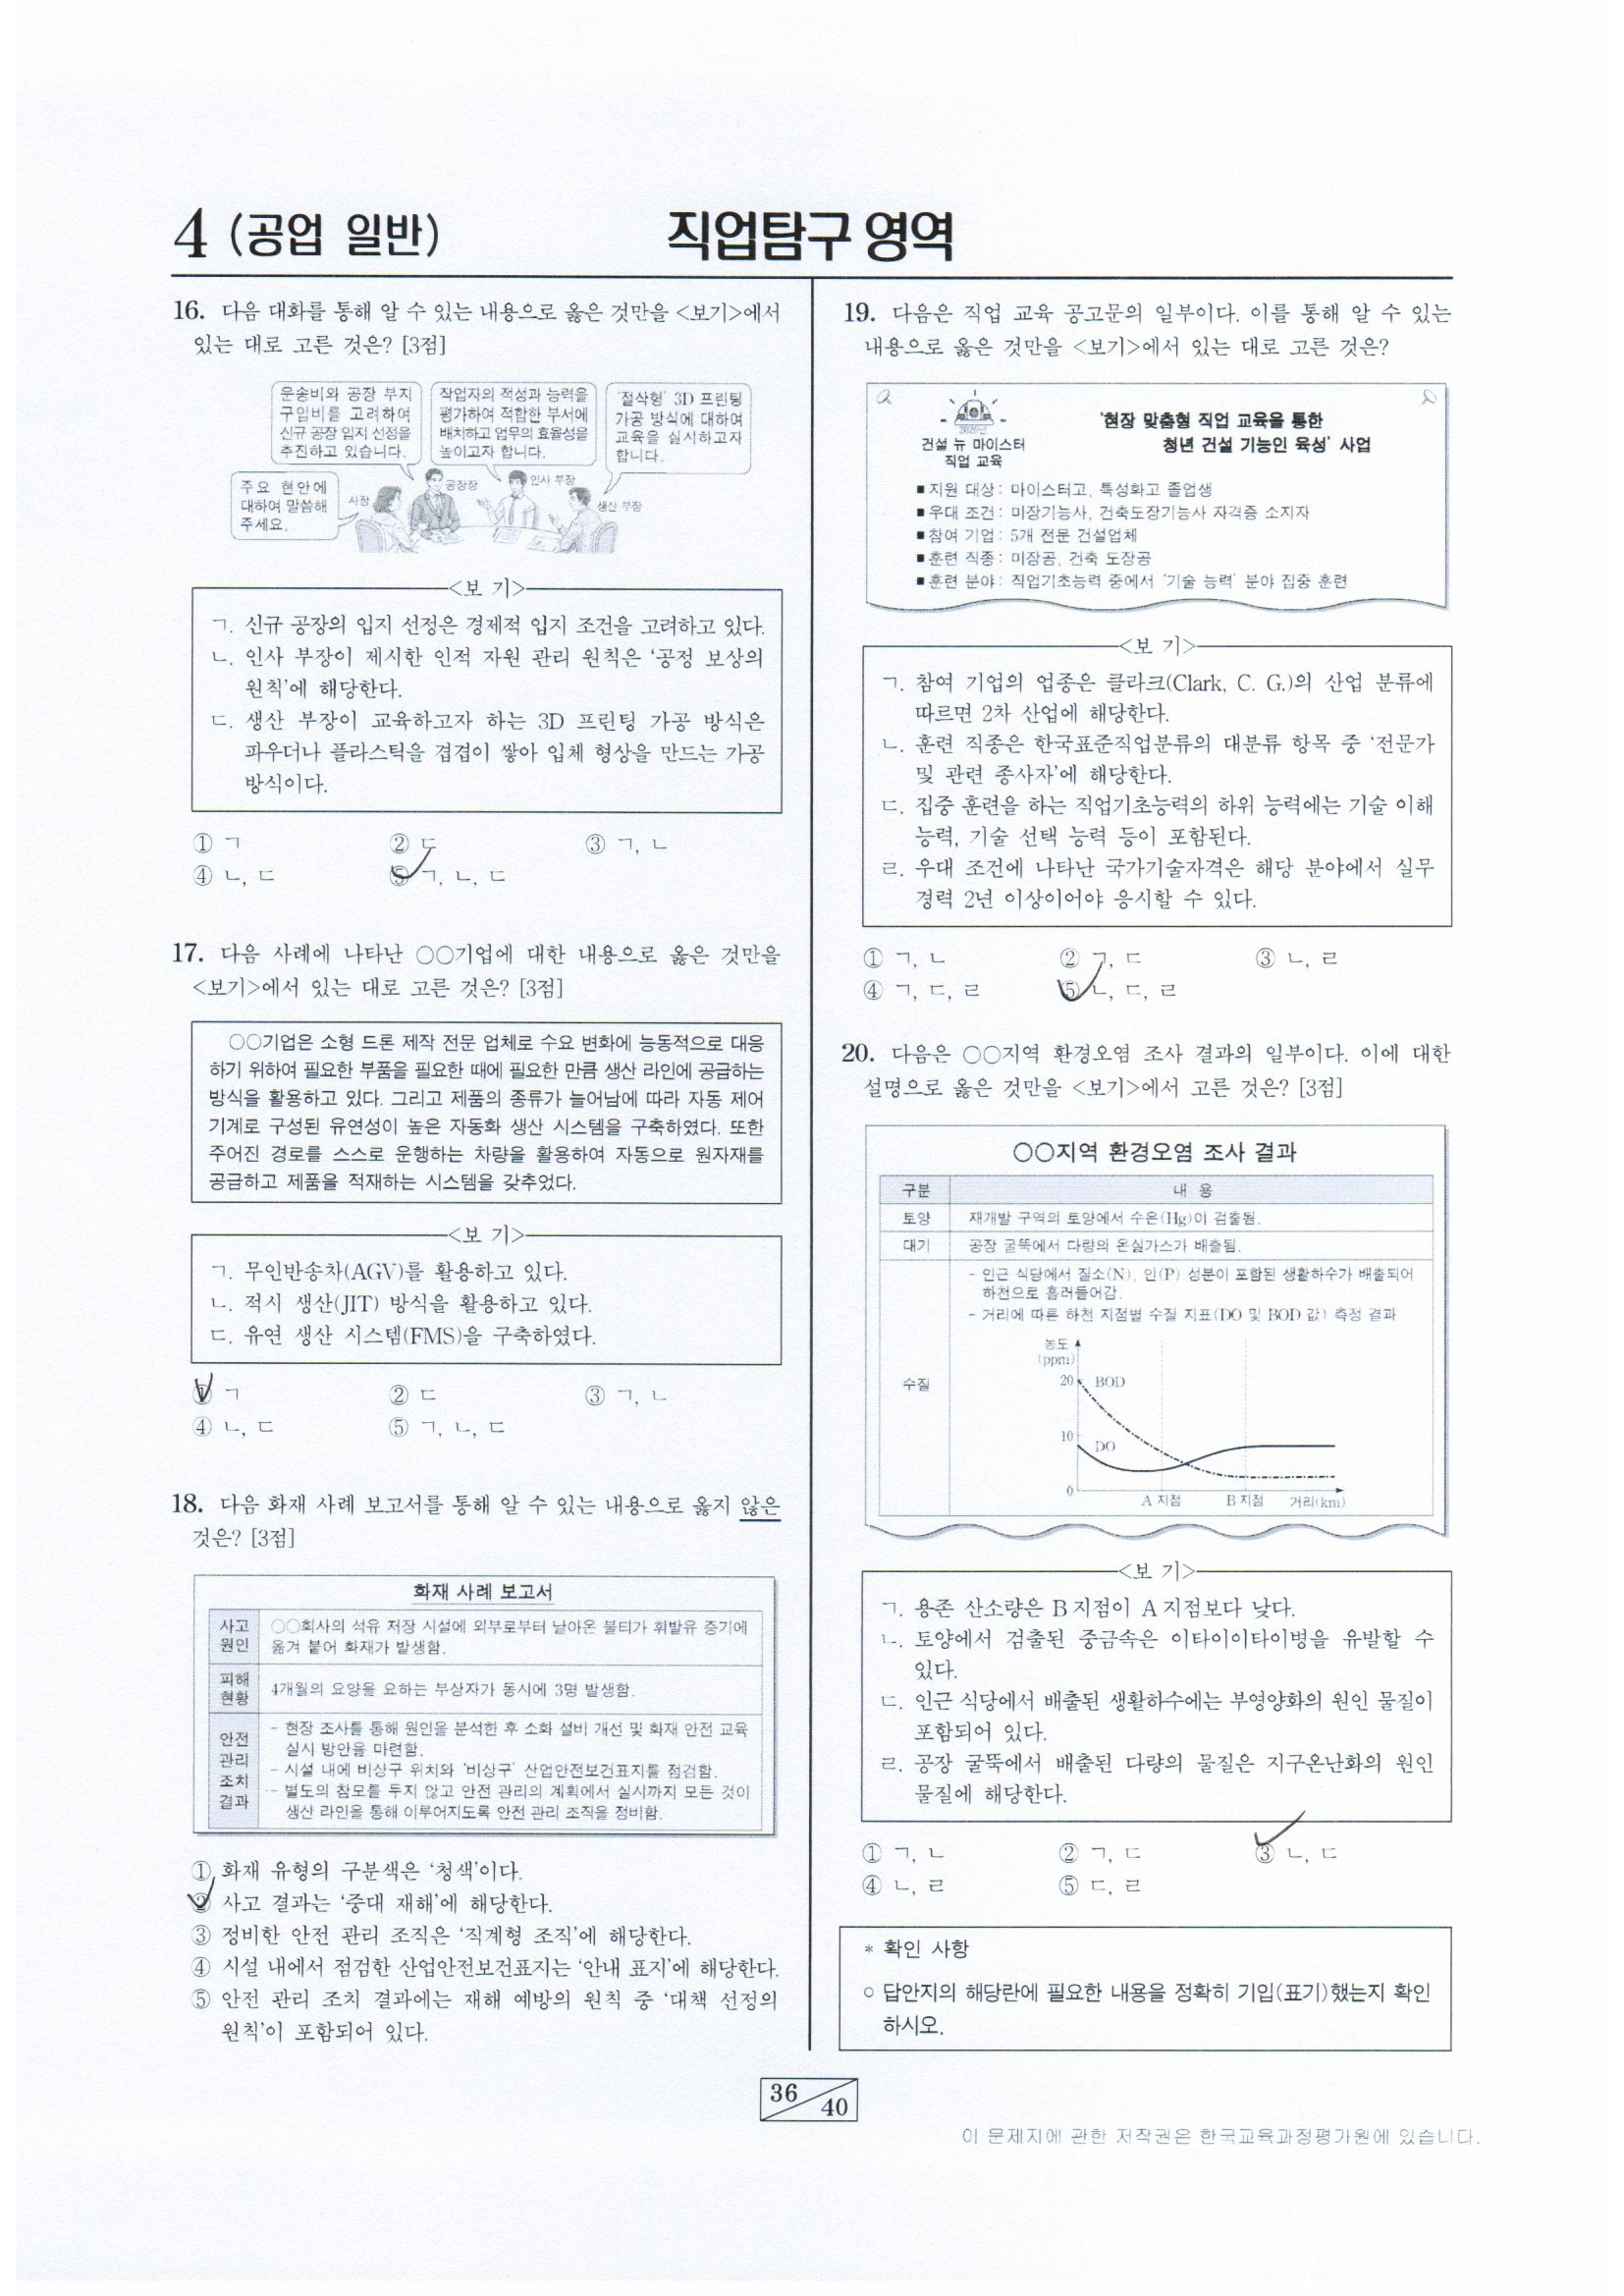 4 (공업 일반)
직업탐구 영역
16. 다음 대화를 통해 알 수 있는 내용으로 옳은 것만을 <보기>에서
있는 대로 고른 것은? [3점]
운송비와 공장 부지
구입비를 고려하여
신규 공장 입지 선정을
추진하고 있습니다.
작업자의 적성과 능력을
평가하여 적합한 부서에
배치하고 업무의 효율성을
높이고자 합니다.
'절삭형' 3D 프린팅
가공 방식에 대하여
교육을 실시하고자
합니다.
주요 현안에
대하여 말씀해
주세요.
사장
공장장
인사 부장
생산 부장
<보 기>
ㄱ. 신규 공장의 입지 선정은 경제적 입지 조건을 고려하고 있다.
ㄴ. 인사 부장이 제시한 인적 자원 관리 원칙은 '공정 보상의
원칙'에 해당한다.
ㄷ. 생산 부장이 교육하고자 하는 3D 프린팅 가공 방식은
파우더나 플라스틱을 겹겹이 쌓아 입체 형상을 만드는 가공
방식이다.
① ㄱ ② ㄷ ③ ㄱ, ㄴ
④ ㄴ, ㄷ ⑤ ㄱ, ㄴ, ㄷ
17. 다음 사례에 나타난 ○○기업에 대한 내용으로 옳은 것만을
<보기>에서 있는 대로 고른 것은? [3점]
○○기업은 소형 드론 제작 전문 업체로 수요 변화에 능동적으로 대응
하기 위하여 필요한 부품을 필요한 때에 필요한 만큼 생산 라인에 공급하는
방식을 활용하고 있다. 그리고 제품의 종류가 늘어남에 따라 자동 제어
기계로 구성된 유연성이 높은 자동화 생산 시스템을 구축하였다. 또한
주어진 경로를 스스로 운행하는 차량을 활용하여 자동으로 원자재를
공급하고 제품을 적재하는 시스템을 갖추었다.
<보 기>
ㄱ. 무인반송차(AGV)를 활용하고 있다.
ㄴ. 적시 생산(JIT) 방식을 활용하고 있다.
ㄷ. 유연 생산 시스템(FMS)을 구축하였다.
① ㄱ ② ㄷ ③ ㄱ, ㄴ
④ ㄴ, ㄷ ⑤ ㄱ, ㄴ, ㄷ
18. 다음 화재 사례 보고서를 통해 알 수 있는 내용으로 옳지 않은
것은? [3점]
화재 사례 보고서
사고
원인
○○회사의 석유 저장 시설에 외부로부터 날아온 불티가 휘발유 증기에
옮겨 붙어 화재가 발생함.
피해
현황
4개월의 요양을 요하는 부상자가 동시에 3명 발생함.
안전
관리
조치
결과
- 현장 조사를 통해 원인을 분석한 후 소화 설비 개선 및 화재 안전 교육
실시 방안을 마련함.
- 시설 내에 비상구 위치와 '비상구' 산업안전보건표지를 점검함.
- 별도의 참모를 두지 않고 안전 관리의 계획에서 실시까지 모든 것이
생산 라인을 통해 이루어지도록 안전 관리 조직을 정비함.
① 화재 유형의 구분색은 '청색'이다.
② 사고 결과는 '중대 재해'에 해당한다.
③ 정비한 안전 관리 조직은 '직계형 조직'에 해당한다.
④ 시설 내에서 점검한 산업안전보건표지는 '안내 표지'에 해당한다.
⑤ 안전 관리 조치 결과에는 재해 예방의 원칙 중 '대책 선정의
원칙'이 포함되어 있다.
19. 다음은 직업 교육 공고문의 일부이다. 이를 통해 알 수 있는
내용으로 옳은 것만을 <보기>에서 있는 대로 고른 것은?
2020년
건설 뉴 마이스터
직업 교육
'현장 맞춤형 직업 교육을 통한
청년 건설 기능인 육성' 사업
■ 지원 대상 : 마이스터고, 특성화고 졸업생
■ 우대 조건 : 미장기능사, 건축도장기능사 자격증 소지자
■ 참여 기업 : 5개 전문 건설업체
■ 훈련 직종 : 미장공, 건축 도장공
■ 훈련 분야 : 직업기초능력 중에서 '기술 능력' 분야 집중 훈련
<보 기>
ㄱ. 참여 기업의 업종은 클라크(Clark, C. G.)의 산업 분류에
따르면 2차 산업에 해당한다.
ㄴ. 훈련 직종은 한국표준직업분류의 대분류 항목 중 '전문가
및 관련 종사자'에 해당한다.
ㄷ. 집중 훈련을 하는 직업기초능력의 하위 능력에는 기술 이해
능력, 기술 선택 능력 등이 포함된다.
ㄹ. 우대 조건에 나타난 국가기술자격은 해당 분야에서 실무
경력 2년 이상이어야 응시할 수 있다.
① ㄱ, ㄴ ② ㄱ, ㄷ ③ ㄴ, ㄹ
④ ㄱ, ㄷ, ㄹ ⑤ ㄴ, ㄷ, ㄹ
20. 다음은 ○○지역 환경오염 조사 결과의 일부이다. 이에 대한
설명으로 옳은 것만을 <보기>에서 고른 것은? [3점]
○○지역 환경오염 조사 결과
구분 내 용
토양 재개발 구역의 토양에서 수은(Hg)이 검출됨.
대기 공장 굴뚝에서 다량의 온실가스가 배출됨.
수질
- 인근 식당에서 질소(N), 인(P) 성분이 포함된 생활하수가 배출되어
하천으로 흘러들어감.
- 거리에 따른 하천 지점별 수질 지표(DO 및 BOD 값) 측정 결과
농도
(ppm)
20 BOD
10 DO
0
A 지점 B 지점 거리(km)
<보 기>
ㄱ. 용존 산소량은 B 지점이 A 지점보다 낮다.
ㄴ. 토양에서 검출된 중금속은 이타이이타이병을 유발할 수
있다.
ㄷ. 인근 식당에서 배출된 생활하수에는 부영양화의 원인 물질이
포함되어 있다.
ㄹ. 공장 굴뚝에서 배출된 다량의 물질은 지구온난화의 원인
물질에 해당한다.
① ㄱ, ㄴ ② ㄱ, ㄷ ③ ㄴ, ㄷ
④ ㄴ, ㄹ ⑤ ㄷ, ㄹ
* 확인 사항
○ 답안지의 해당란에 필요한 내용을 정확히 기입(표기)했는지 확인
하시오.
36
40
이 문제지에 관한 저작권은 한국교육과정평가원에 있습니다.